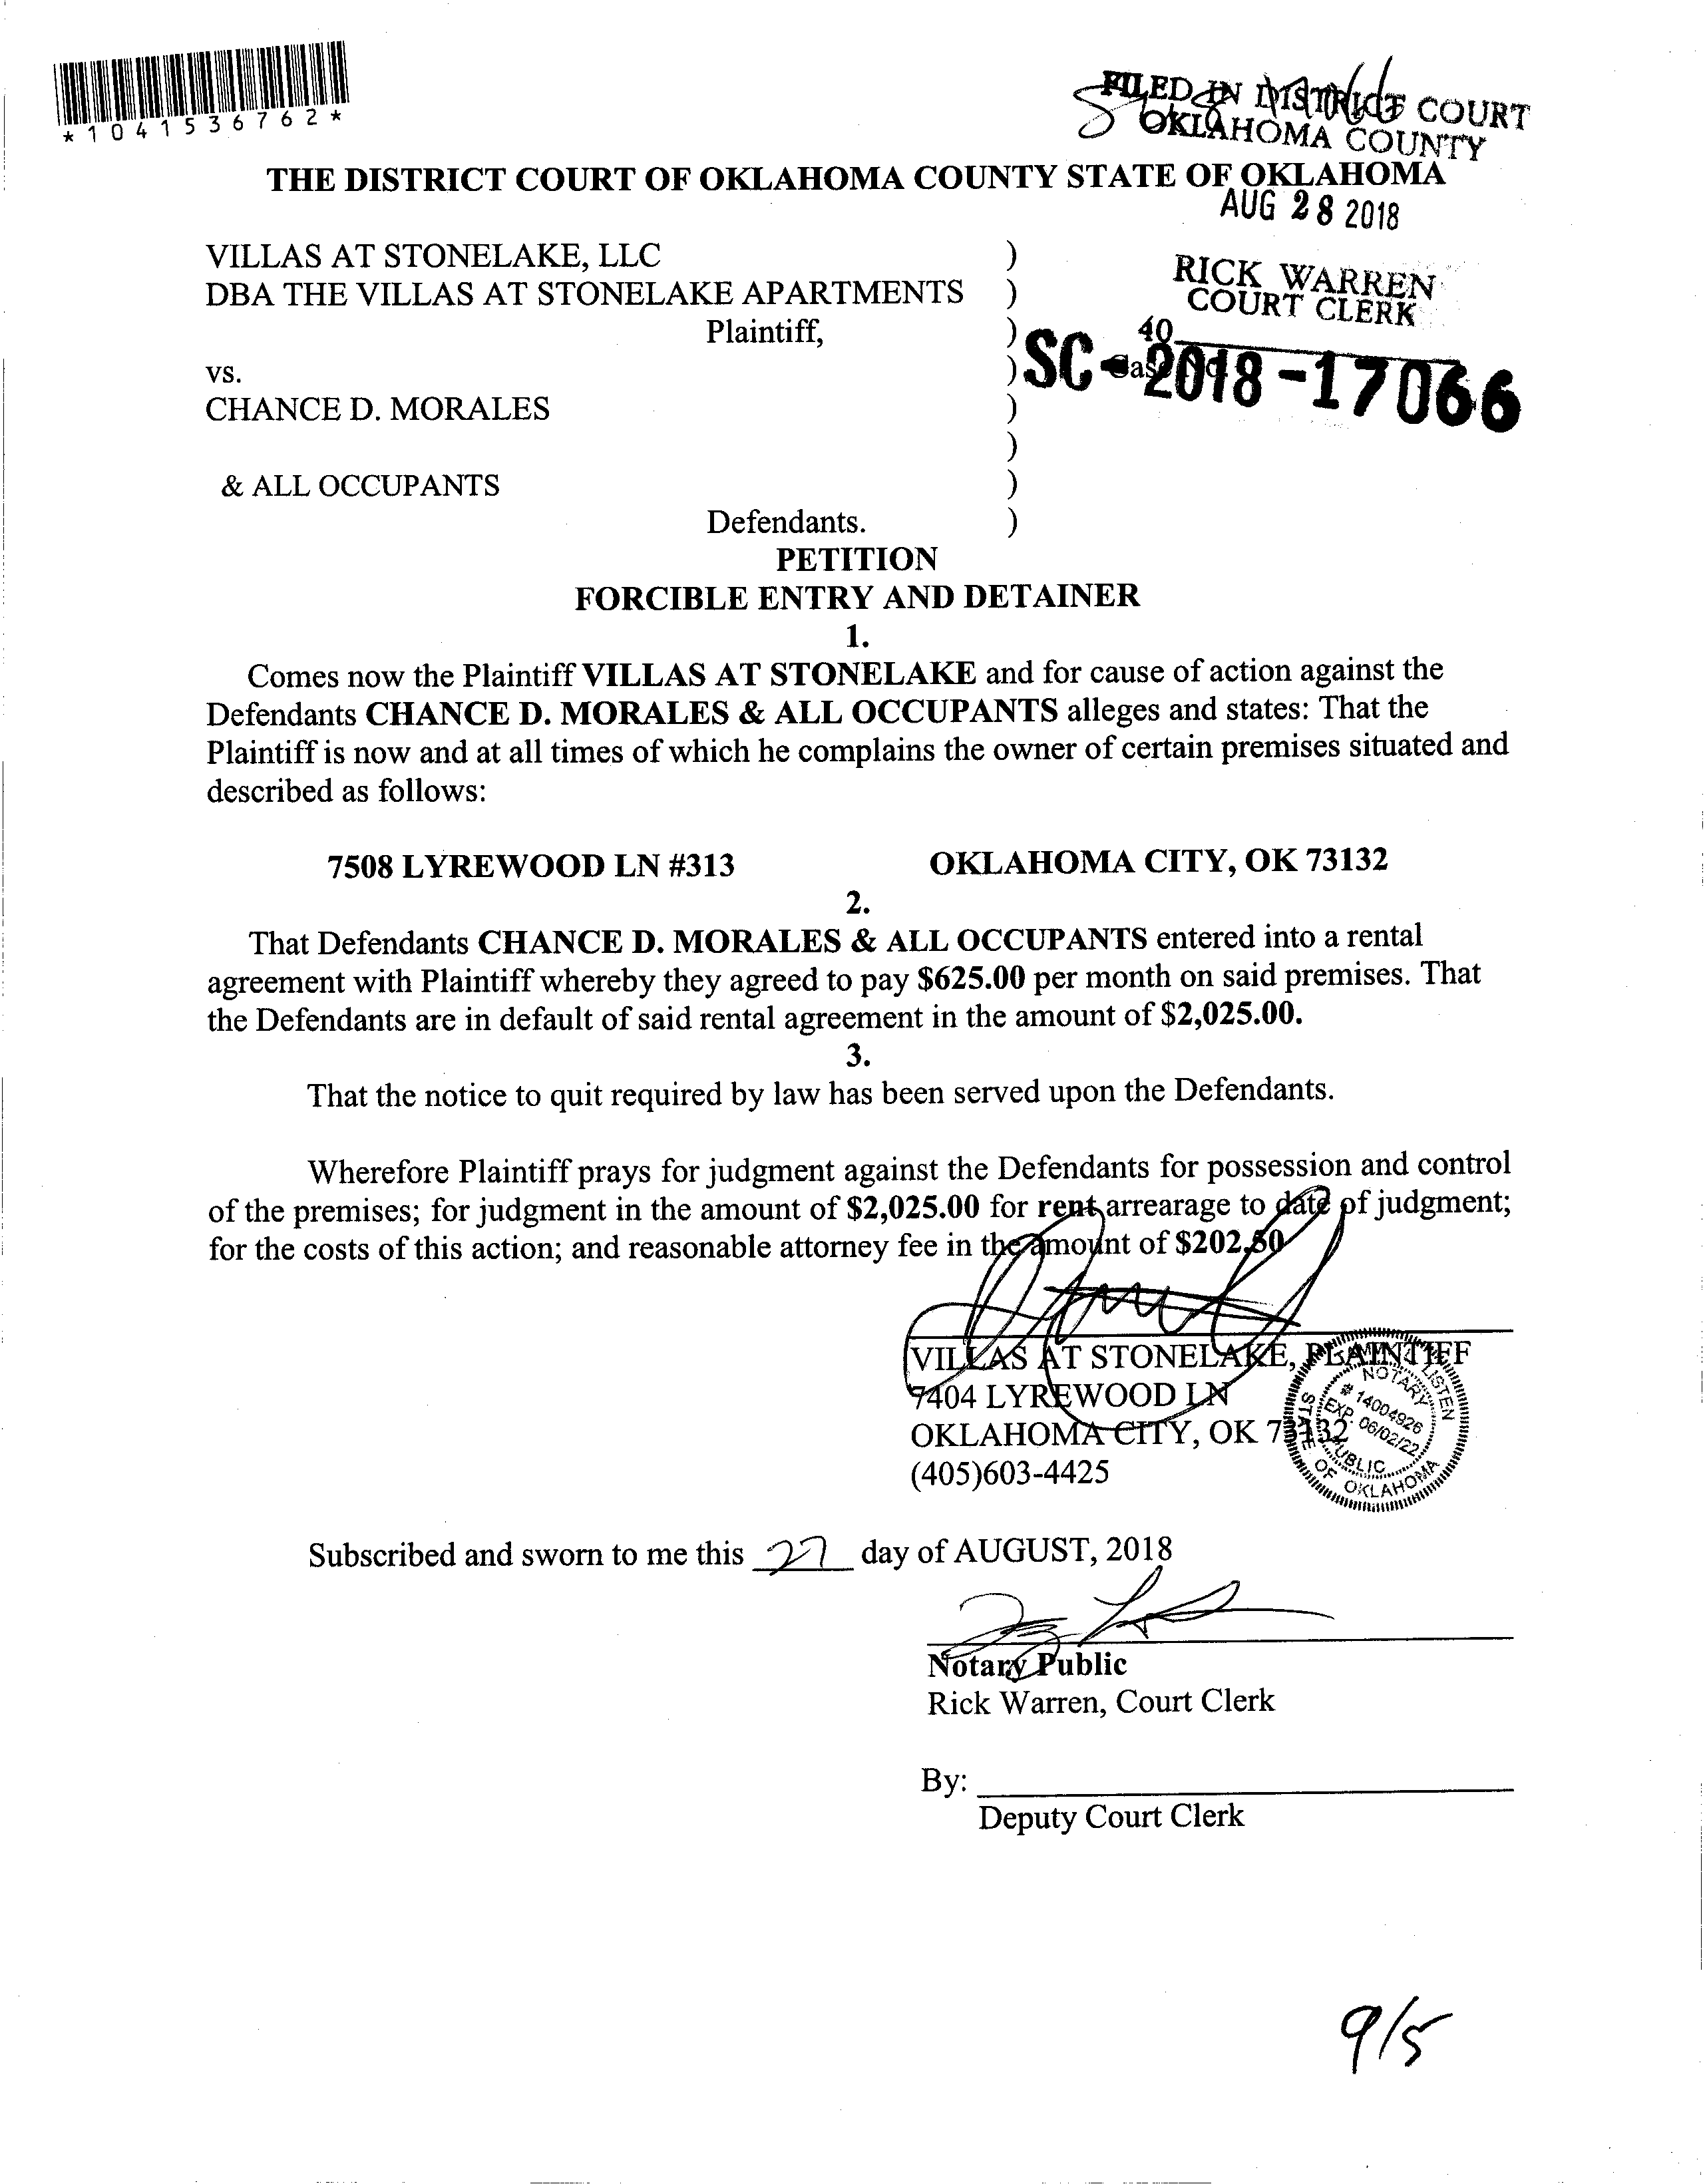 *1041536762*
FILED IN DISTRICT COURT
OKLAHOMA COUNTY
THE DISTRICT COURT OF OKLAHOMA COUNTY STATE OF OKLAHOMA
AUG 28 2018
VILLAS AT STONELAKE, LLC )
DBA THE VILLAS AT STONELAKE APARTMENTS )
RICK WARREN
COURT CLERK
Plaintiff, )
40
vs. )
SC-2018-17066
CHANCE D. MORALES )
)
& ALL OCCUPANTS )
Defendants. )
PETITION
FORCIBLE ENTRY AND DETAINER
1.
Comes now the Plaintiff VILLAS AT STONELAKE and for cause of action against the
Defendants CHANCE D. MORALES & ALL OCCUPANTS alleges and states: That the
Plaintiff is now and at all times of which he complains the owner of certain premises situated and
described as follows:
7508 LYREWOOD LN #313 OKLAHOMA CITY, OK 73132
2.
That Defendants CHANCE D. MORALES & ALL OCCUPANTS entered into a rental
agreement with Plaintiff whereby they agreed to pay $625.00 per month on said premises. That
the Defendants are in default of said rental agreement in the amount of $2,025.00.
3.
That the notice to quit required by law has been served upon the Defendants.
Wherefore Plaintiff prays for judgment against the Defendants for possession and control
of the premises; for judgment in the amount of $2,025.00 for rent arrearage to date of judgment;
for the costs of this action; and reasonable attorney fee in the amount of $202.50
VILLAS AT STONELAKE, PLAINTIFF
7404 LYREWOOD LN
OKLAHOMA CITY, OK 73132
(405)603-4425
LISTEN
NOTARY
# 14004926
EXP. 06/02/22
PUBLIC
STATE OF OKLAHOMA
Subscribed and sworn to me this 27 day of AUGUST, 2018
Notary Public
Rick Warren, Court Clerk
By:
Deputy Court Clerk
9/5